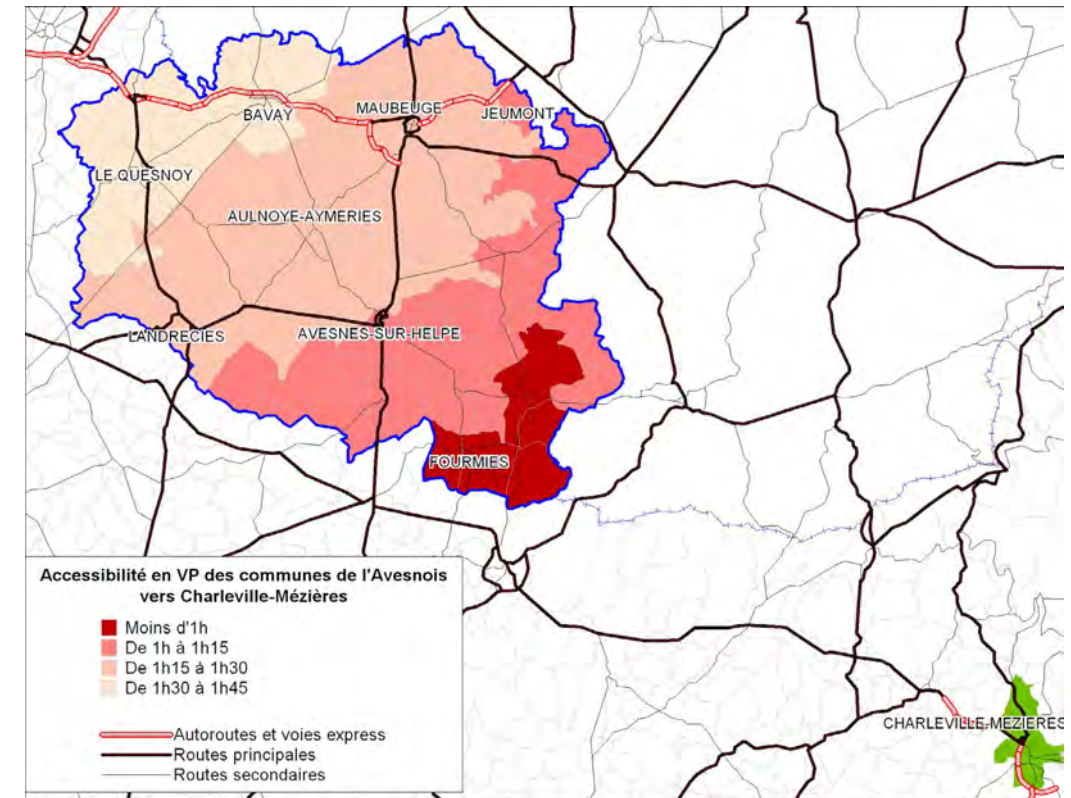 BAVAY
MAUBEUGE
JEUMONT
LE QUESNOY
AULNOYE-AYMERIES
LANDRECIES
AVESNES-SUR-HELPE
FOURMIES
Accessibilité en VP des communes de l'Avesnois
vers Charleville-Mézières
Moins d'1h
De 1h à 1h15
De 1h15 à 1h30
De 1h30 à 1h45
Autoroutes et voies express
Routes principales
Routes secondaires
CHARLEVILLE-MEZIERES